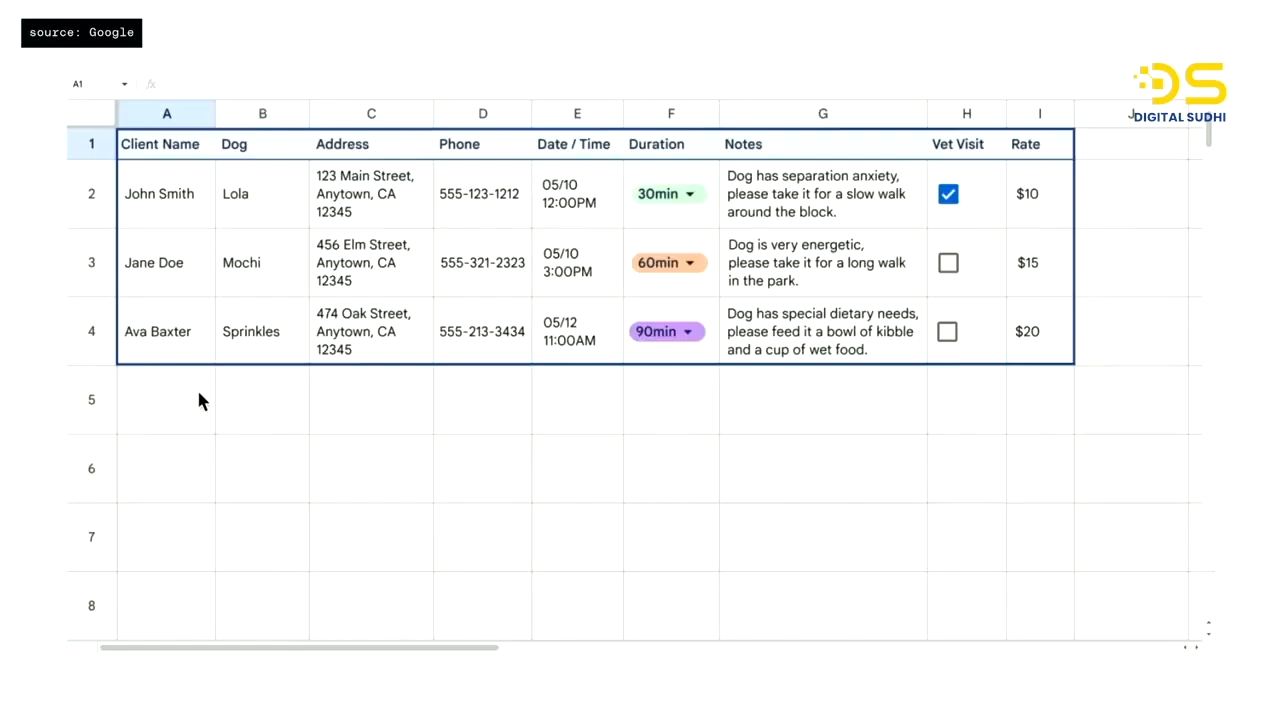 source: Google
DS
DIGITAL SUDHI
A1
fx
A B C D E F G H I J
1 Client Name Dog Address Phone Date / Time Duration Notes Vet Visit Rate
123 Main Street, Dog has separation anxiety,
05/10
2 John Smith Lola Anytown, CA 555-123-1212 30min please take it for a slow walk $10
12:00PM
12345 around the block.
456 Elm Street, Dog is very energetic,
05/10
3 Jane Doe Mochi Anytown, CA 555-321-2323 60min please take it for a long walk $15
3:00PM
12345 in the park.
474 Oak Street, Dog has special dietary needs,
05/12
4 Ava Baxter Sprinkles Anytown, CA 555-213-3434 90min please feed it a bowl of kibble $20
11:00AM
12345 and a cup of wet food.
5
6
7
8